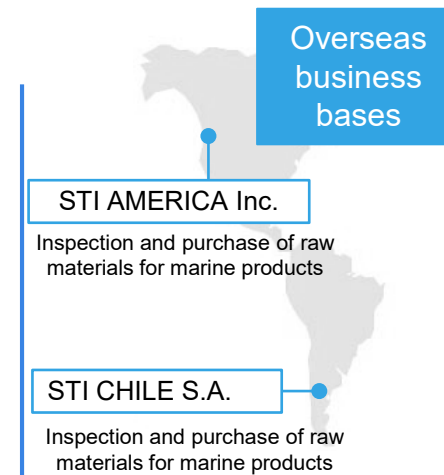 Overseas
business
bases
STI AMERICA Inc.
Inspection and purchase of raw
materials for marine products
STI CHILE S.A.
Inspection and purchase of raw
materials for marine products